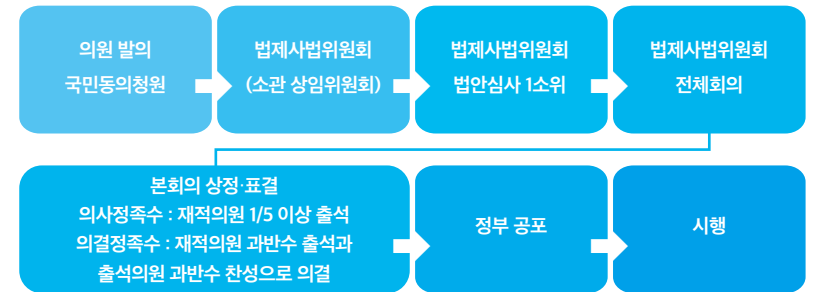 의원 발의
국민동의청원
법제사법위원회
(소관 상임위원회)
법제사법위원회
법안심사 1소위
법제사법위원회
전체회의
본회의 상정·표결
의사정족수 : 재적의원 1/5 이상 출석
의결정족수 : 재적의원 과반수 출석과
출석의원 과반수 찬성으로 의결
정부 공포
시행